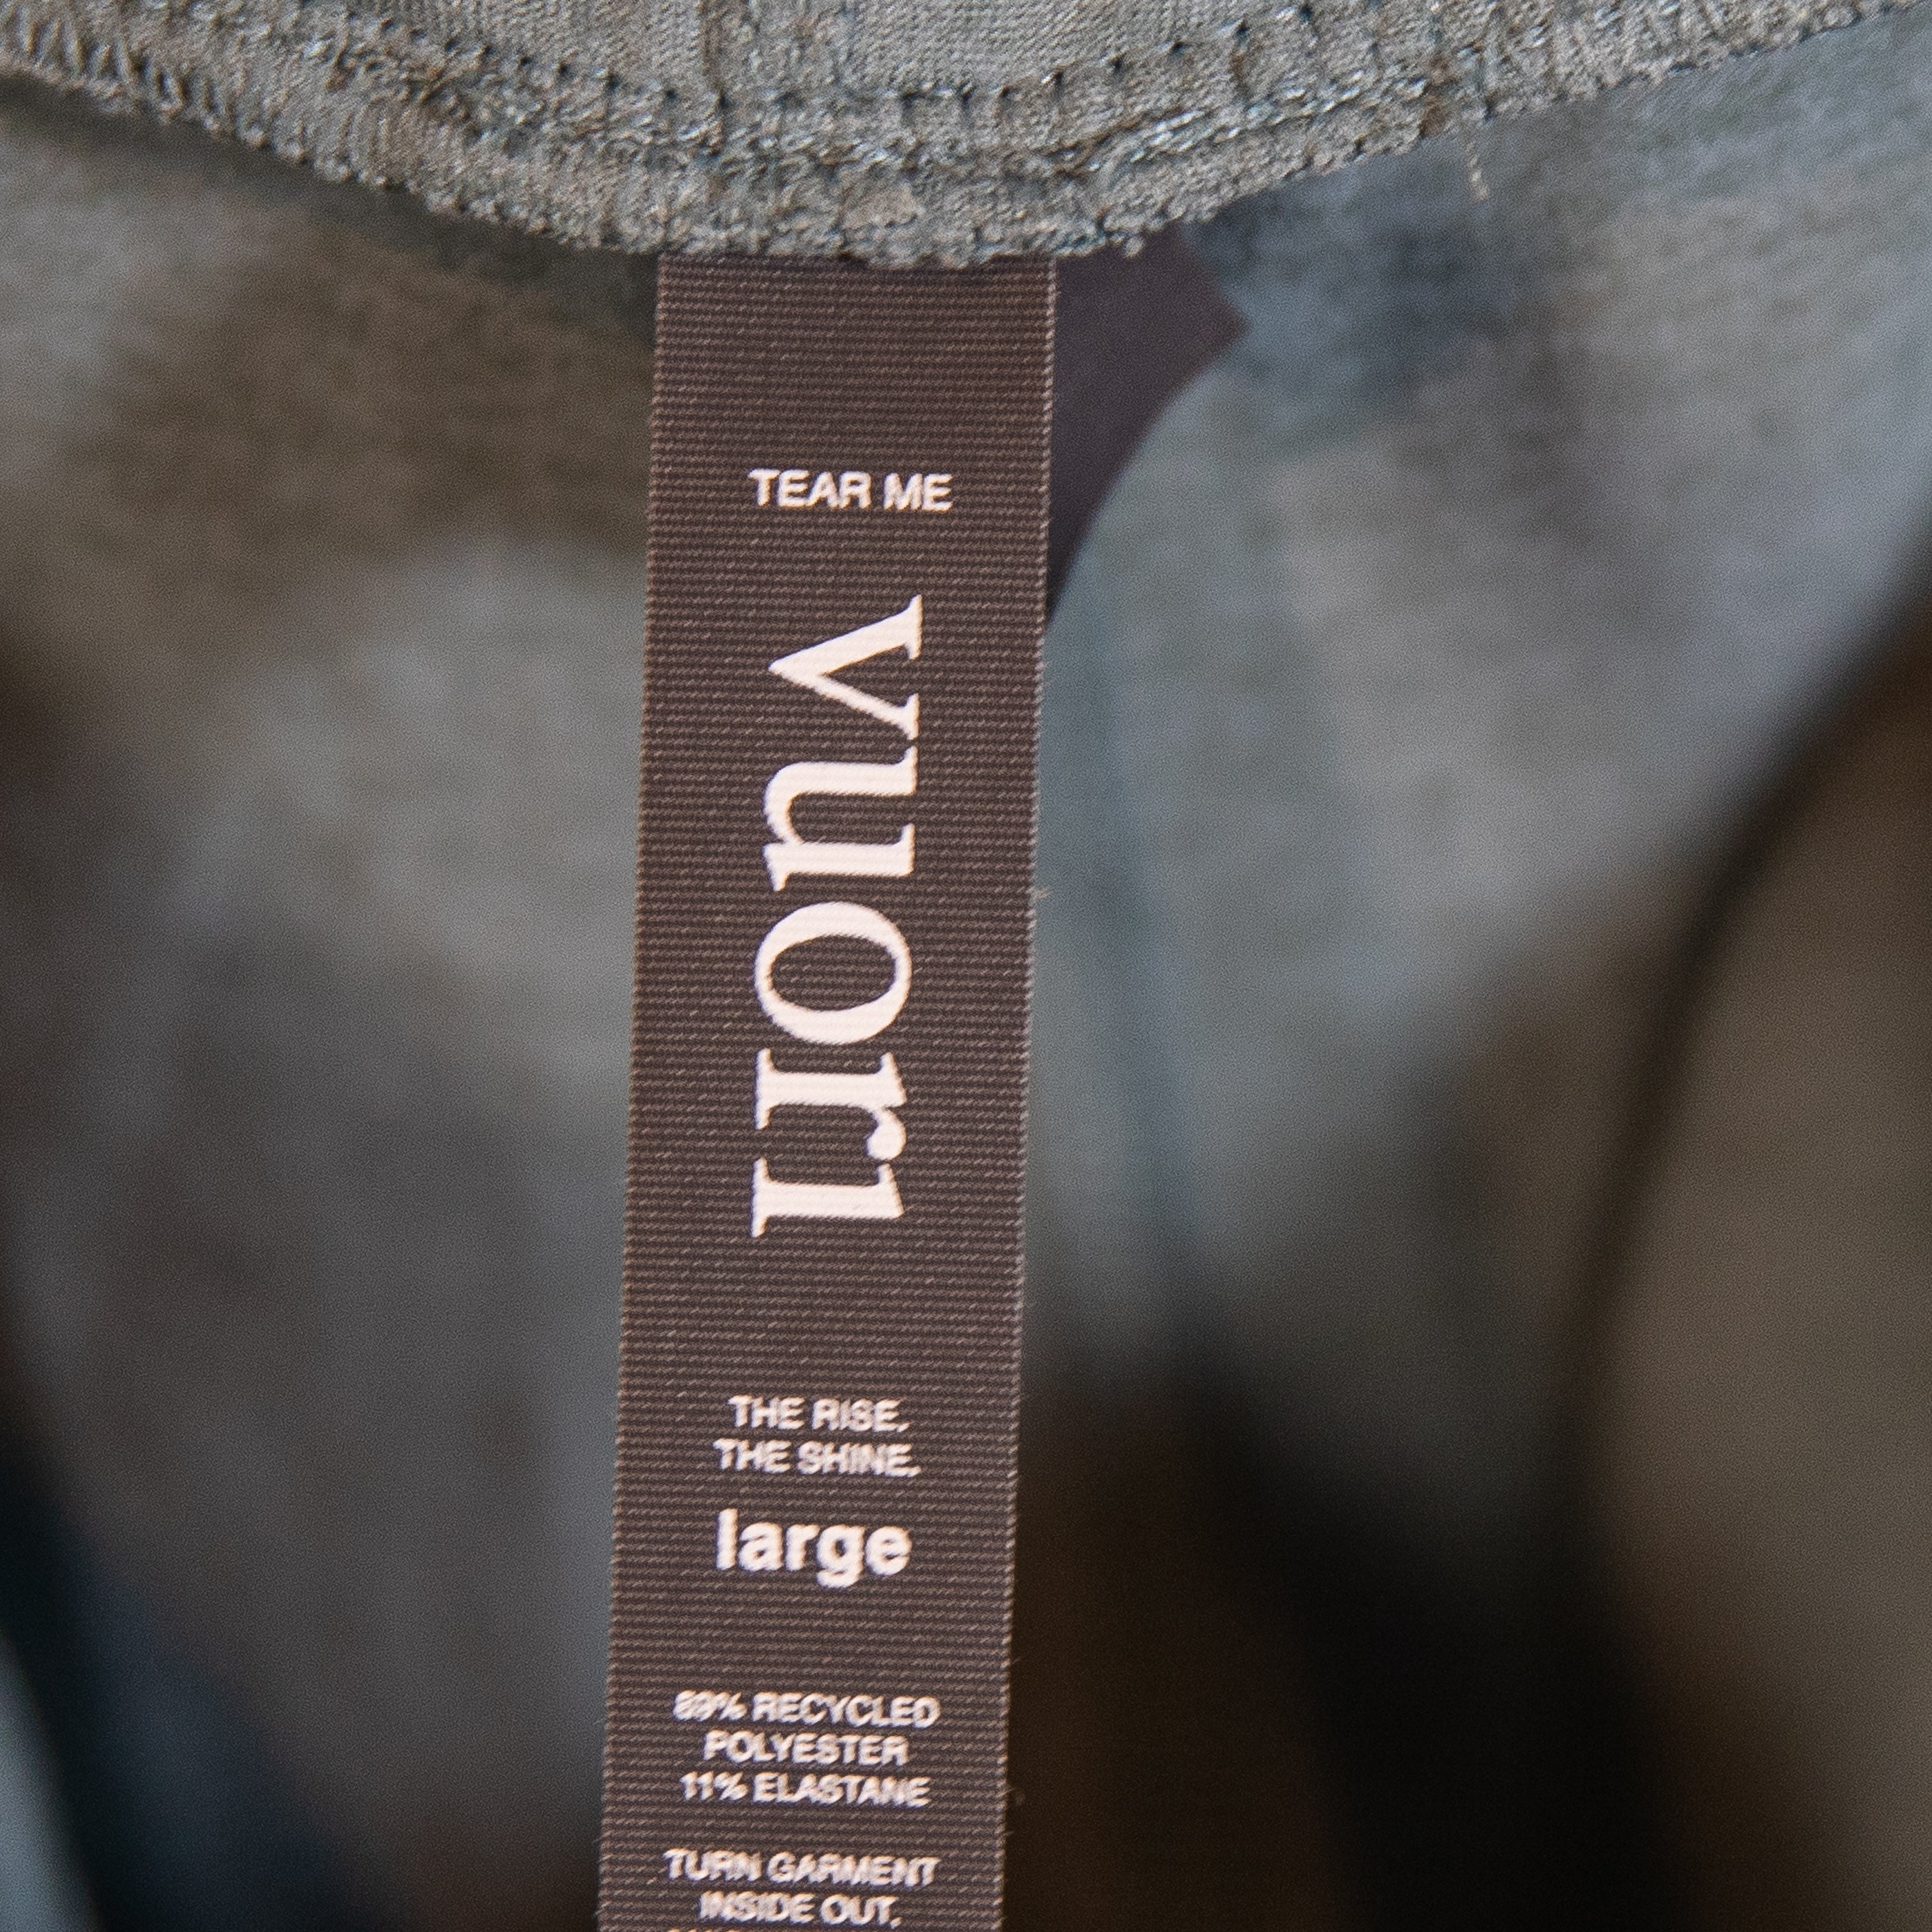 TEAR ME
vuori
THE RISE.
THE SHINE.
large
89% RECYCLED
POLYESTER
11% ELASTANE
TURN GARMENT
INSIDE OUT,